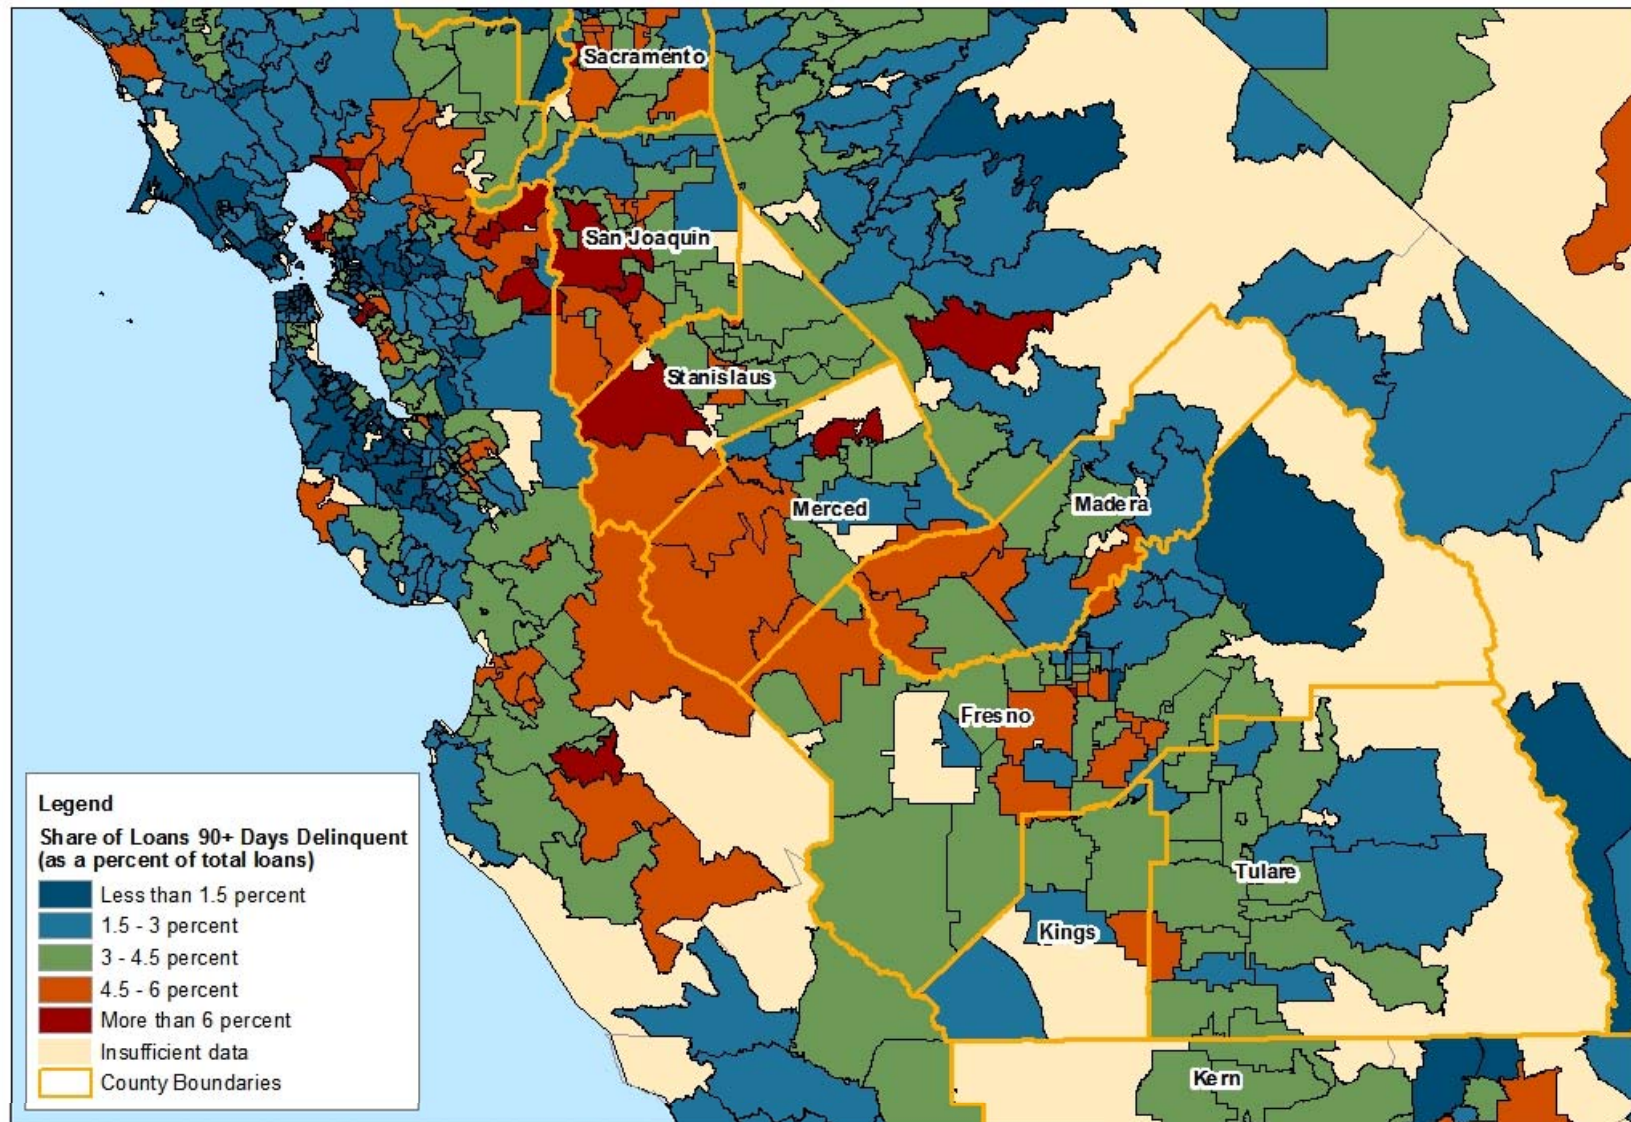 Sacramento
San Joaquin
Stanislaus
Merced
Madera
Fresno
Tulare
Kings
Kern
Legend
Share of Loans 90+ Days Delinquent
(as a percent of total loans)
Less than 1.5 percent
1.5 - 3 percent
3 - 4.5 percent
4.5 - 6 percent
More than 6 percent
Insufficient data
County Boundaries